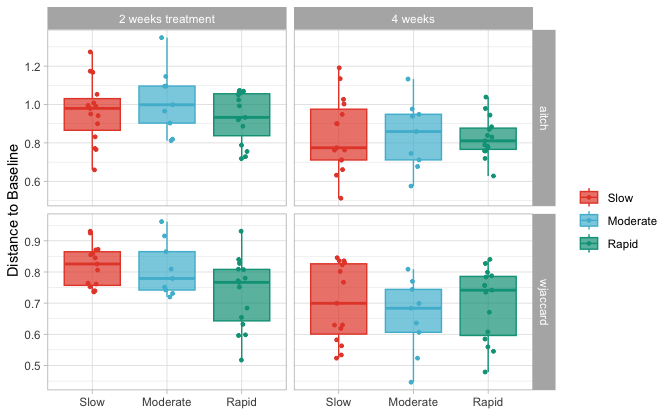 2 weeks treatment
4 weeks
Distance to Baseline
1.2
1.0
0.8
0.6
aitch
0.9
0.8
0.7
0.6
0.5
wjaccard
Slow
Moderate
Rapid
Slow
Moderate
Rapid
Slow
Moderate
Rapid